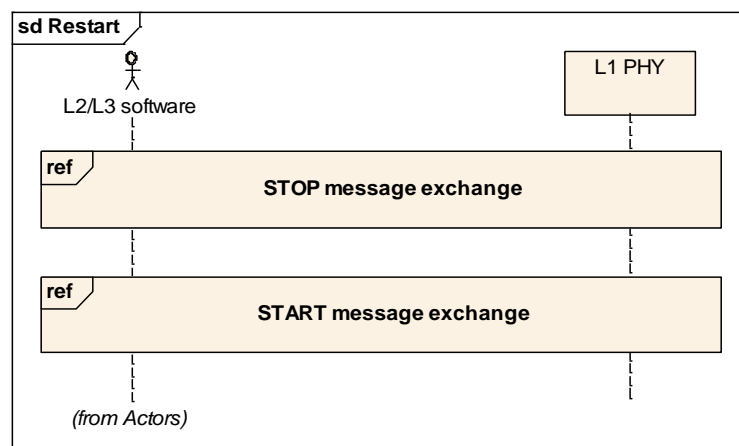 sd Restart
L2/L3 software
L1 PHY
ref
STOP message exchange
ref
START message exchange
(from Actors)